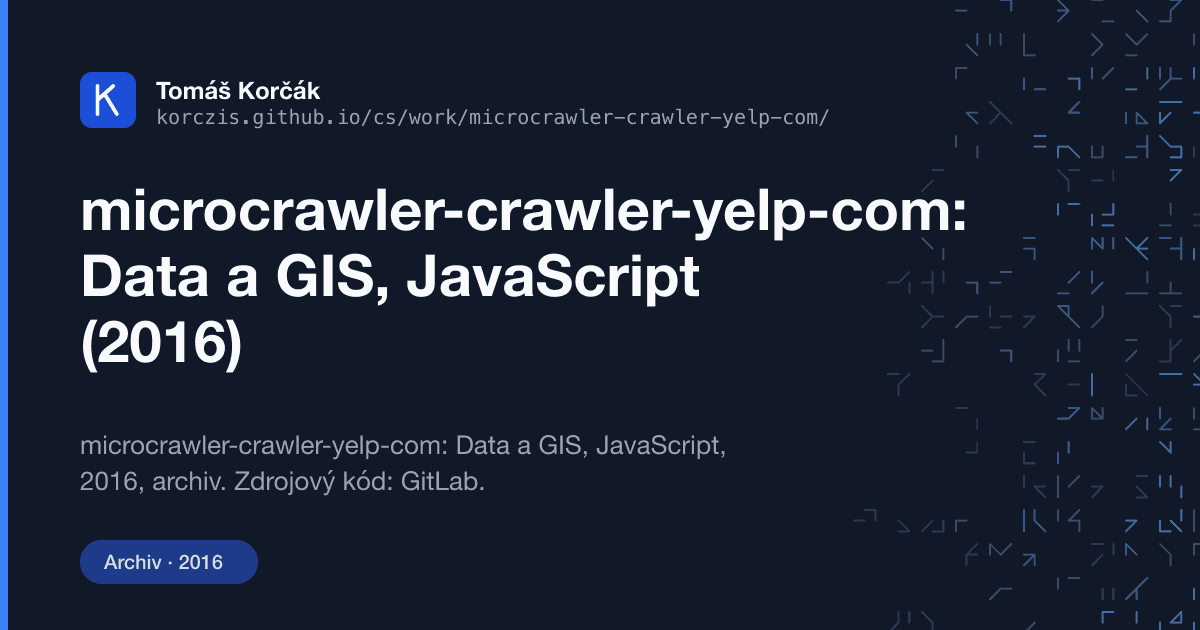 Tomáš Korčák
korczis.github.io/cs/work/microcrawler-crawler-yelp-com/
microcrawler-crawler-yelp-com:
Data a GIS, JavaScript
(2016)
microcrawler-crawler-yelp-com: Data a GIS, JavaScript,
2016, archiv. Zdrojový kód: GitLab.
Archiv · 2016